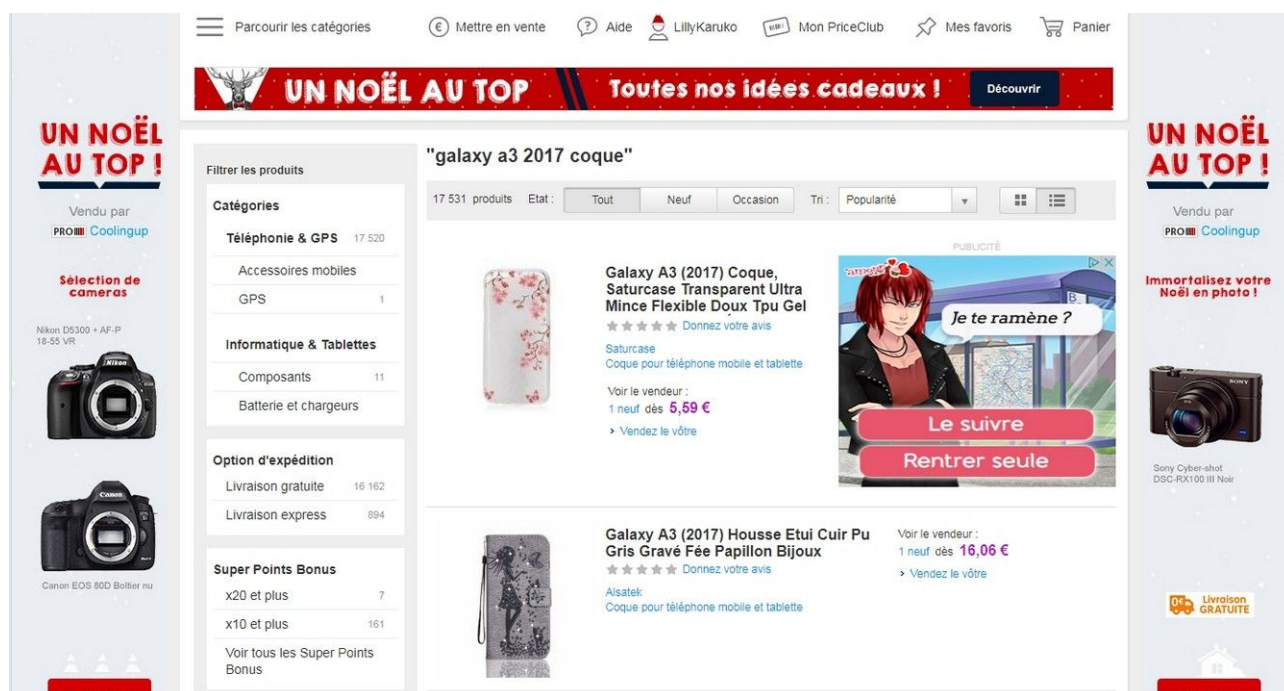 Parcourir les catégories
Mettre en vente
Aide
LillyKaruko
Mon PriceClub
Mes favoris
Panier
UN NOËL AU TOP
Toutes nos idées cadeaux !
Découvrir
UN NOËL
AU TOP !
Vendu par
PRO Coolingup
Sélection de
cameras
Nikon D5300 + AF-P
18-55 VR
Nikon
Canon
Canon EOS 80D Boîtier nu
Filtrer les produits
Catégories
Téléphonie & GPS 17 520
Accessoires mobiles
GPS 1
Informatique & Tablettes
Composants 11
Batterie et chargeurs
Option d'expédition
Livraison gratuite 16 162
Livraison express 894
Super Points Bonus
x20 et plus 7
x10 et plus 161
Voir tous les Super Points
Bonus
"galaxy a3 2017 coque"
17 531 produits Etat : Tout Neuf Occasion Tri : Popularité
Galaxy A3 (2017) Coque,
Saturcase Transparent Ultra
Mince Flexible Doux Tpu Gel
Donnez votre avis
Saturcase
Coque pour téléphone mobile et tablette
Voir le vendeur :
1 neuf dès 5,59 €
Vendez le vôtre
PUBLICITÉ
amour
B
Je te ramène ?
Le suivre
Rentrer seule
Galaxy A3 (2017) Housse Etui Cuir Pu
Gris Gravé Fée Papillon Bijoux
Donnez votre avis
Alsatek
Coque pour téléphone mobile et tablette
Voir le vendeur :
1 neuf dès 16,06 €
Vendez le vôtre
UN NOËL
AU TOP !
Vendu par
PRO Coolingup
Immortalisez votre
Noël en photo !
SONY
Sony Cyber-shot
DSC-RX100 III Noir
0€ Livraison
GRATUITE